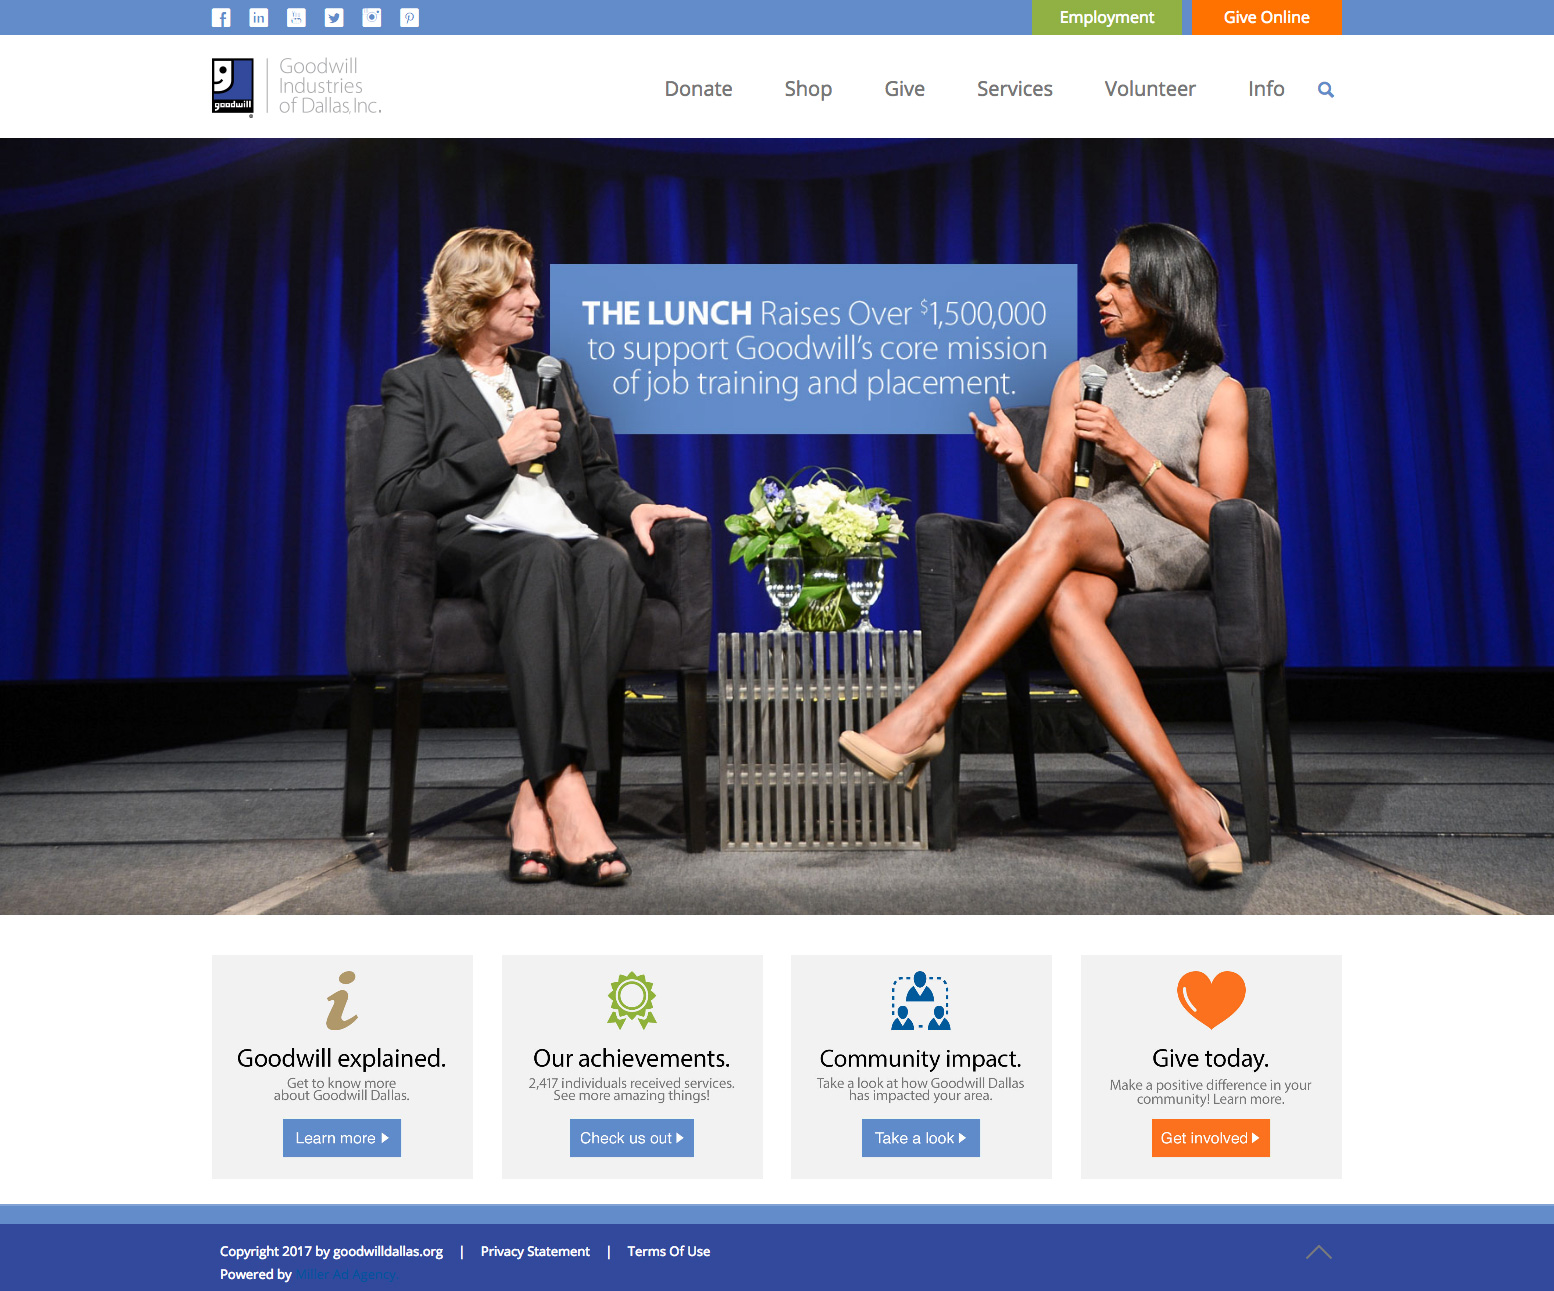 Employment
Give Online
goodwill
Goodwill
Industries
of Dallas, Inc.
Donate
Shop
Give
Services
Volunteer
Info
THE LUNCH Raises Over $1,500,000
to support Goodwill's core mission
of job training and placement.
Goodwill explained.
Get to know more
about Goodwill Dallas.
Learn more
Our achievements.
2,417 individuals received services.
See more amazing things!
Check us out
Community impact.
Take a look at how Goodwill Dallas
has impacted your area.
Take a look
Give today.
Make a positive difference in your
community! Learn more.
Get involved
Copyright 2017 by goodwilldallas.org | Privacy Statement | Terms Of Use
Powered by Miller Ad Agency.